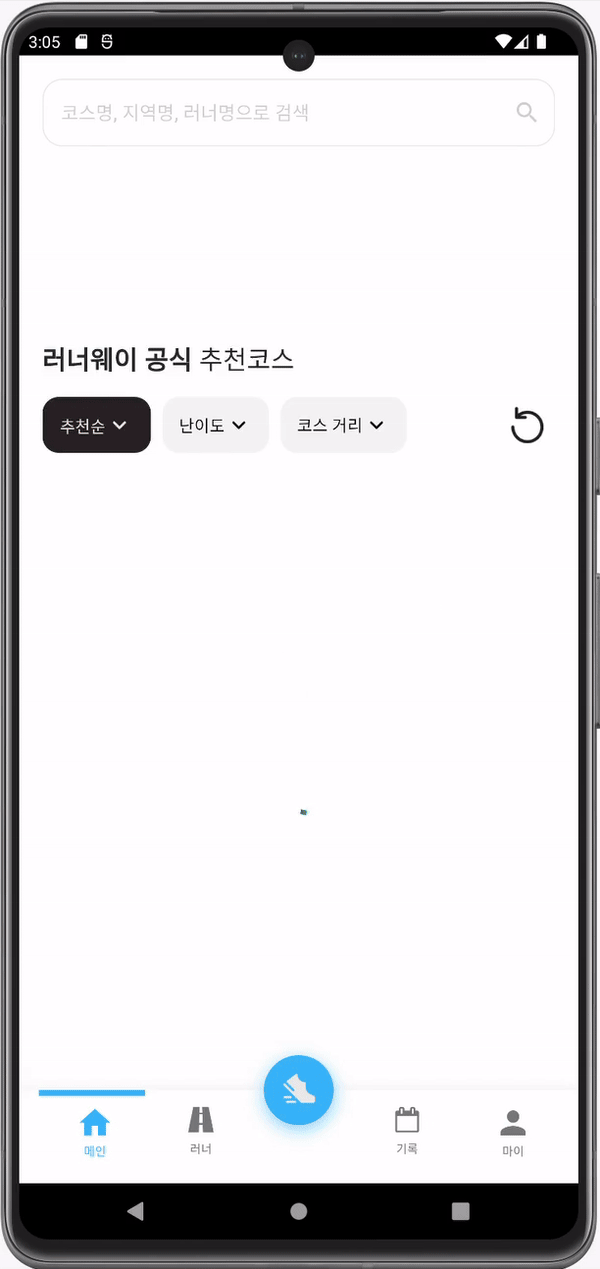 3:05
코스명, 지역명, 러너명으로 검색
러너웨이 공식 추천코스
추천순 난이도 코스 거리
메인 러너 기록 마이